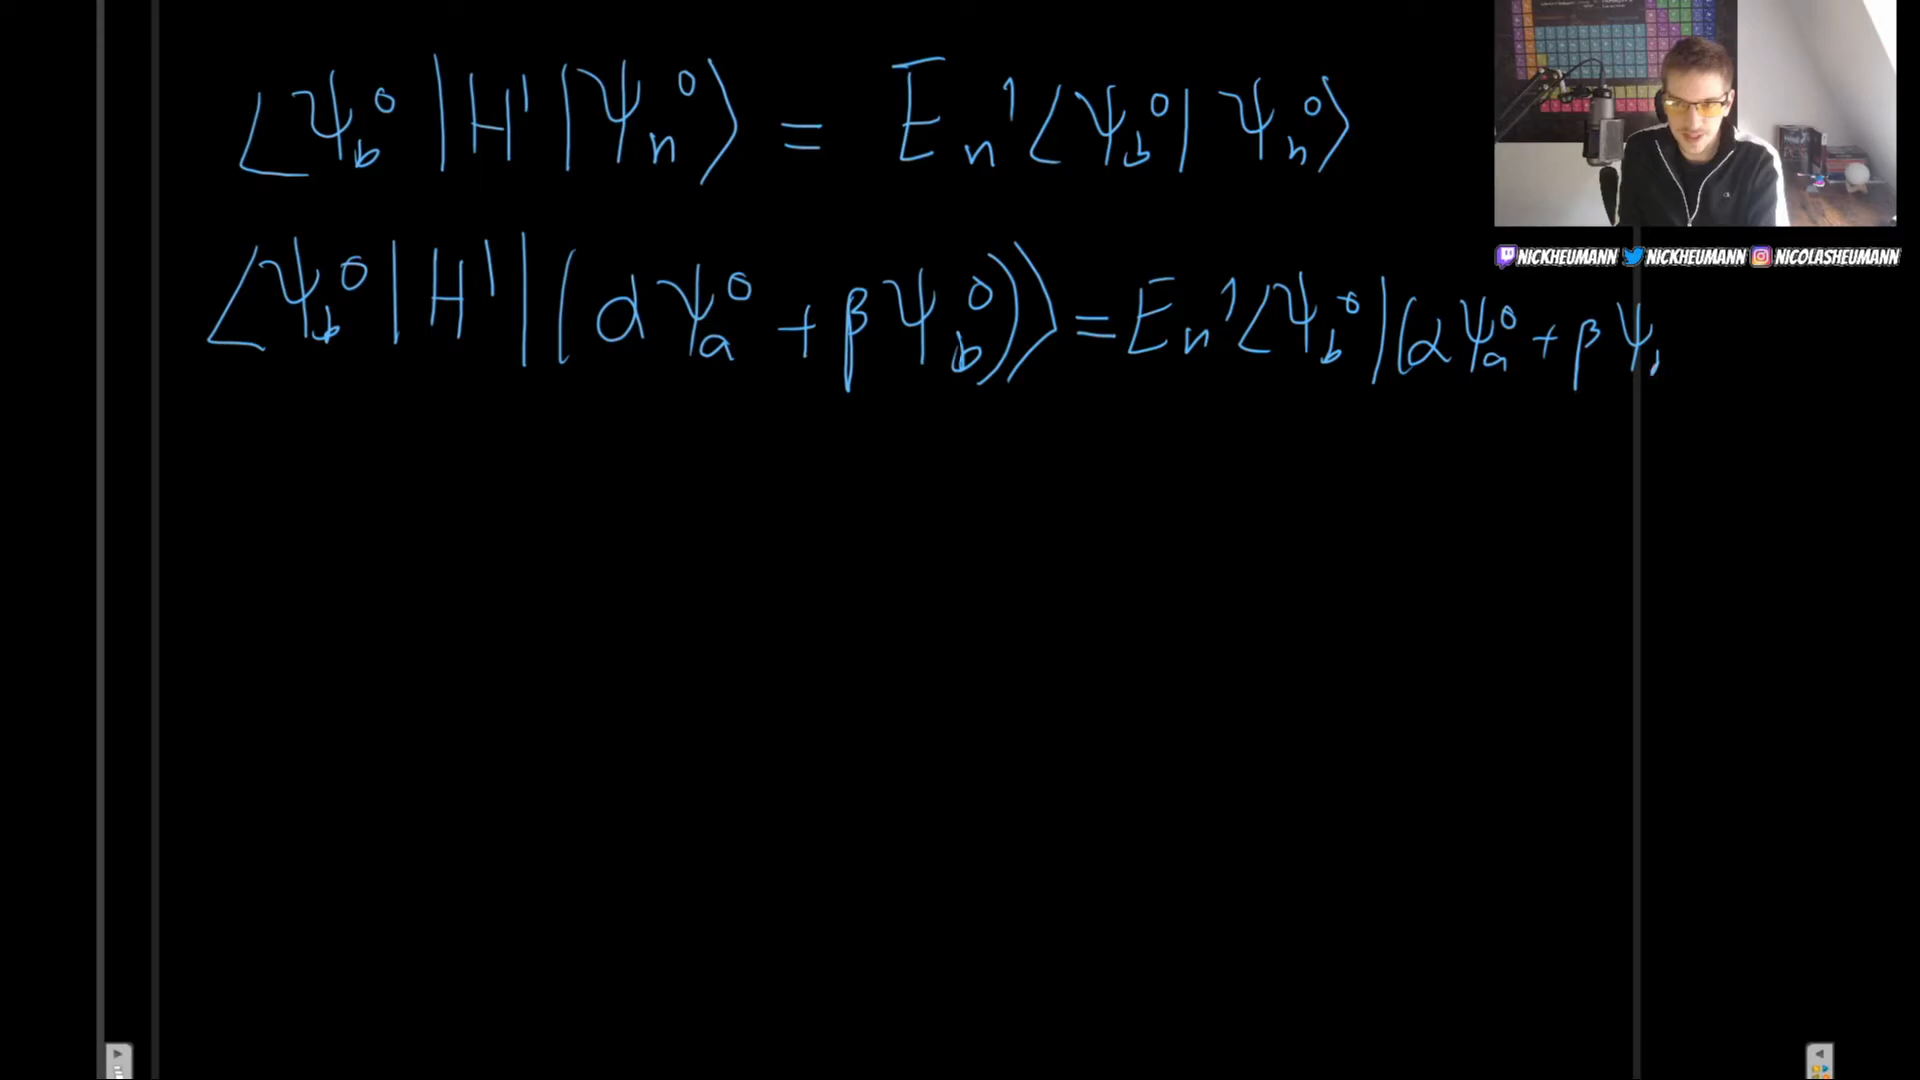 ⟨ψ_b^0|H'|ψ_n^0⟩ = E_n^1⟨ψ_b^0|ψ_n^0⟩
⟨ψ_b^0|H'|(αψ_a^0 + βψ_b^0)⟩ = E_n^1⟨ψ_b^0|(αψ_a^0 + βψ
NICKHEUMANN NICKHEUMANN NICOLASHEUMANN